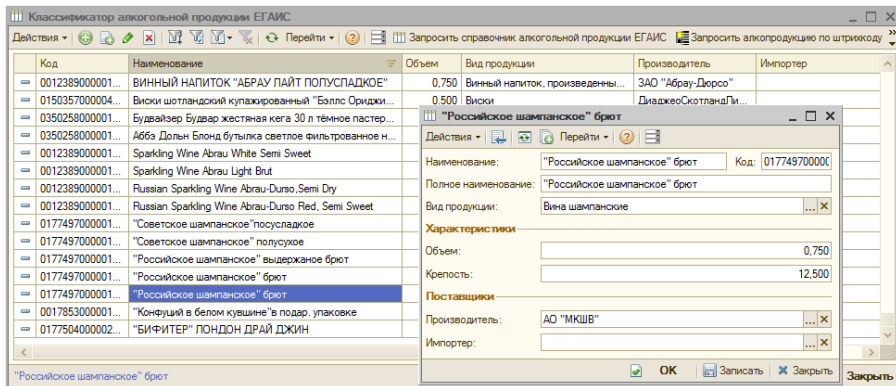 Классификатор алкогольной продукции ЕГАИС
Действия Перейти Запросить справочник алкогольной продукции ЕГАИС Запросить алкопродукцию по штрихкоду
Код Наименование Объем Вид продукции Производитель Импортер
0012389000001... ВИННЫЙ НАПИТОК "АБРАУ ЛАЙТ ПОЛУСЛАДКОЕ" 0,750 Винный напиток, произведенны... ЗАО "Абрау-Дюрсо"
0150357000004... Виски шотландский купажированный "Бэллс Ориджи... 0,500 Виски ДиаджеоСкотландЛи...
0350258000001... Будвайзер Будвар жестяная кега 30 л тёмное пастер...
0350258000001... Аббэ Дольн Блонд бутылка светлое фильтрованное н...
0012389000001... Sparkling Wine Abrau White Semi Sweet
0012389000001... Sparkling Wine Abrau Light Brut
0012389000001... Russian Sparkling Wine Abrau-Durso,Semi Dry
0012389000001... Russian Sparkling Wine Abrau-Durso Red, Semi Sweet
0177497000001... "Советское шампанское"посусладкое
0177497000001... "Советское шампанское" полусухое
0177497000001... "Российское шампанское" выдержаное брют
0177497000001... "Российское шампанское" брют
0177497000001... "Российское шампанское" брют
0017853000001... "Конфуций в белом кувшине"в подар. упаковке
0177504000002... "БИФИТЕР" ЛОНДОН ДРАЙ ДЖИН
"Российское шампанское" брют
Закрыть
"Российское шампанское" брют
Действия Перейти
Наименование: "Российское шампанское" брют Код: 017749700000
Полное наименование: "Российское шампанское" брют
Вид продукции: Вина шампанские
Характеристики
Объем: 0,750
Крепость: 12,500
Поставщики
Производитель: АО "МКШВ"
Импортер:
OK Записать Закрыть